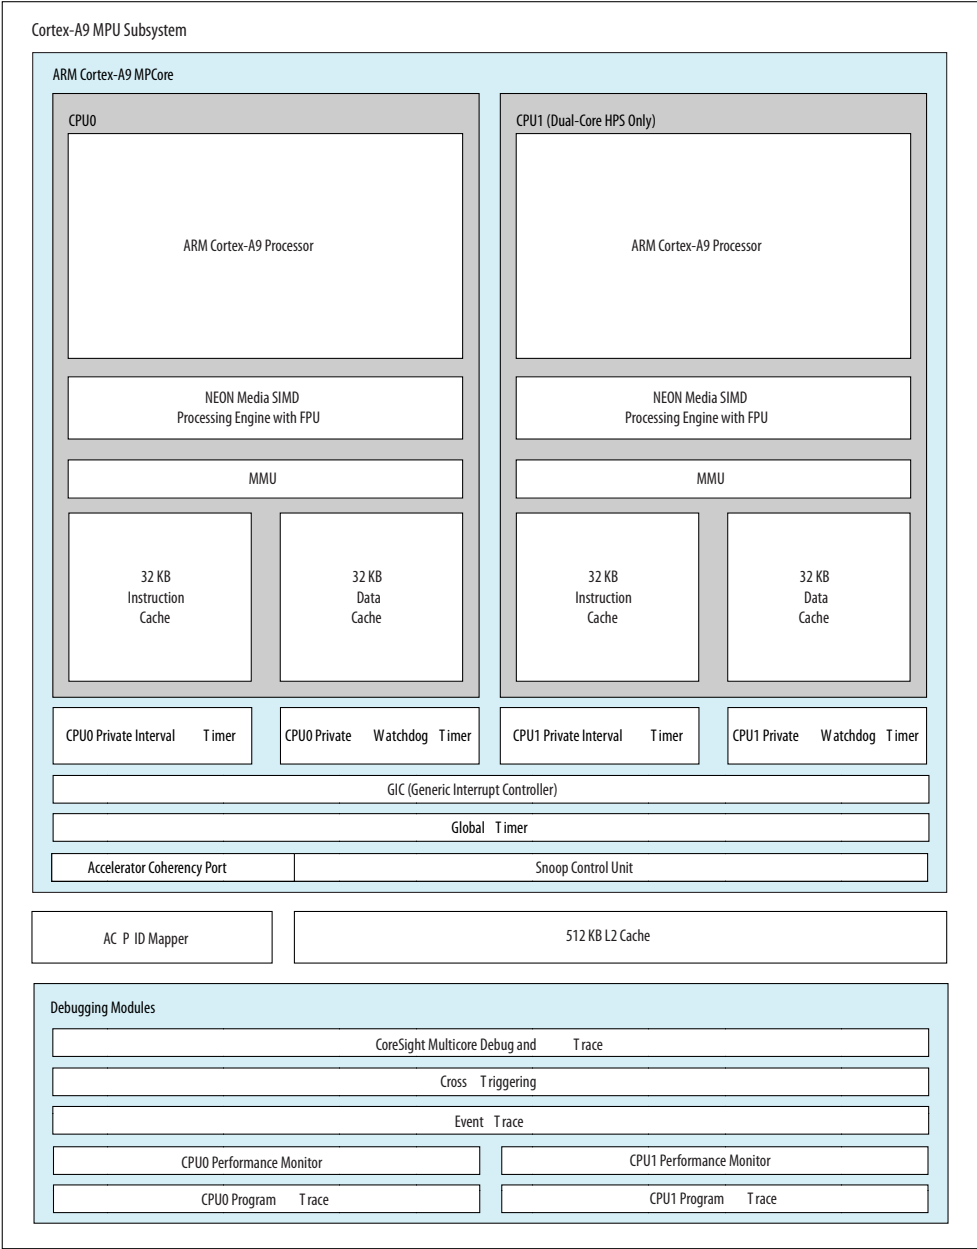 Cortex-A9 MPU Subsystem
ARM Cortex-A9 MPCore
CPU0
ARM Cortex-A9 Processor
NEON Media SIMD
Processing Engine with FPU
MMU
32 KB
Instruction
Cache
32 KB
Data
Cache
CPU1 (Dual-Core HPS Only)
ARM Cortex-A9 Processor
NEON Media SIMD
Processing Engine with FPU
MMU
32 KB
Instruction
Cache
32 KB
Data
Cache
CPU0 Private Interval Timer
CPU0 Private Watchdog Timer
CPU1 Private Interval Timer
CPU1 Private Watchdog Timer
GIC (Generic Interrupt Controller)
Global Timer
Accelerator Coherency Port
Snoop Control Unit
ACP ID Mapper
512 KB L2 Cache
Debugging Modules
CoreSight Multicore Debug and Trace
Cross Triggering
Event Trace
CPU0 Performance Monitor
CPU1 Performance Monitor
CPU0 Program Trace
CPU1 Program Trace